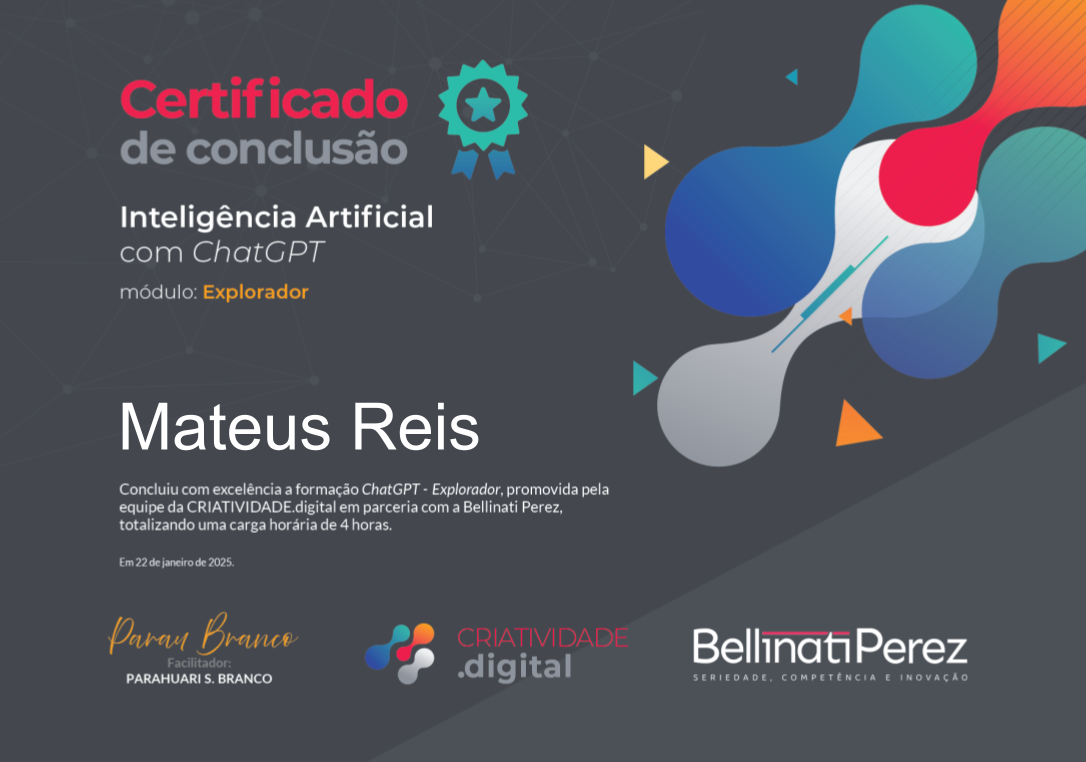 Certificado
de conclusão
Inteligência Artificial
com ChatGPT
módulo: Explorador
Mateus Reis
Concluiu com excelência a formação ChatGPT - Explorador, promovida pela
equipe da CRIATIVIDADE.digital em parceria com a Bellinati Perez,
totalizando uma carga horária de 4 horas.
Em 22 de janeiro de 2025.
Parau Branco
Facilitador:
PARAHUARI S. BRANCO
CRIATIVIDADE
.digital
Bellinati Perez
SERIEDADE, COMPETÊNCIA E INOVAÇÃO